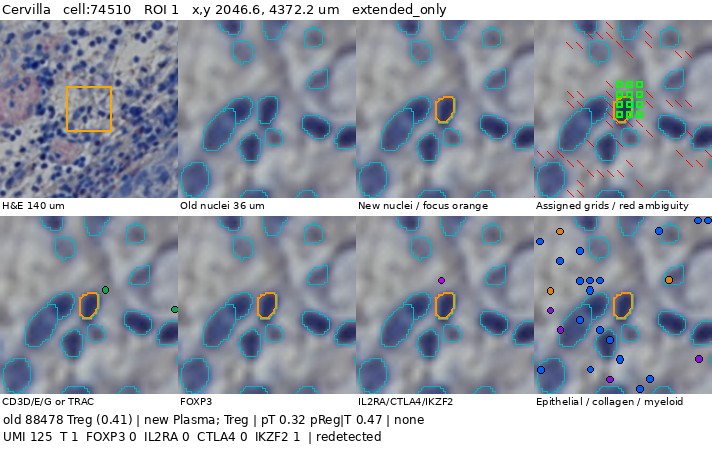 Cervilla cell:74510 ROI 1 x,y 2046.6, 4372.2 um extended_only
H&E 140 um
Old nuclei 36 um
New nuclei / focus orange
Assigned grids / red ambiguity
CD3D/E/G or TRAC
FOXP3
IL2RA/CTLA4/IKZF2
Epithelial / collagen / myeloid
old 88478 Treg (0.41) | new Plasma; Treg | pT 0.32 pReg|T 0.47 | none
UMI 125 T 1 FOXP3 0 IL2RA 0 CTLA4 0 IKZF2 1 | redetected